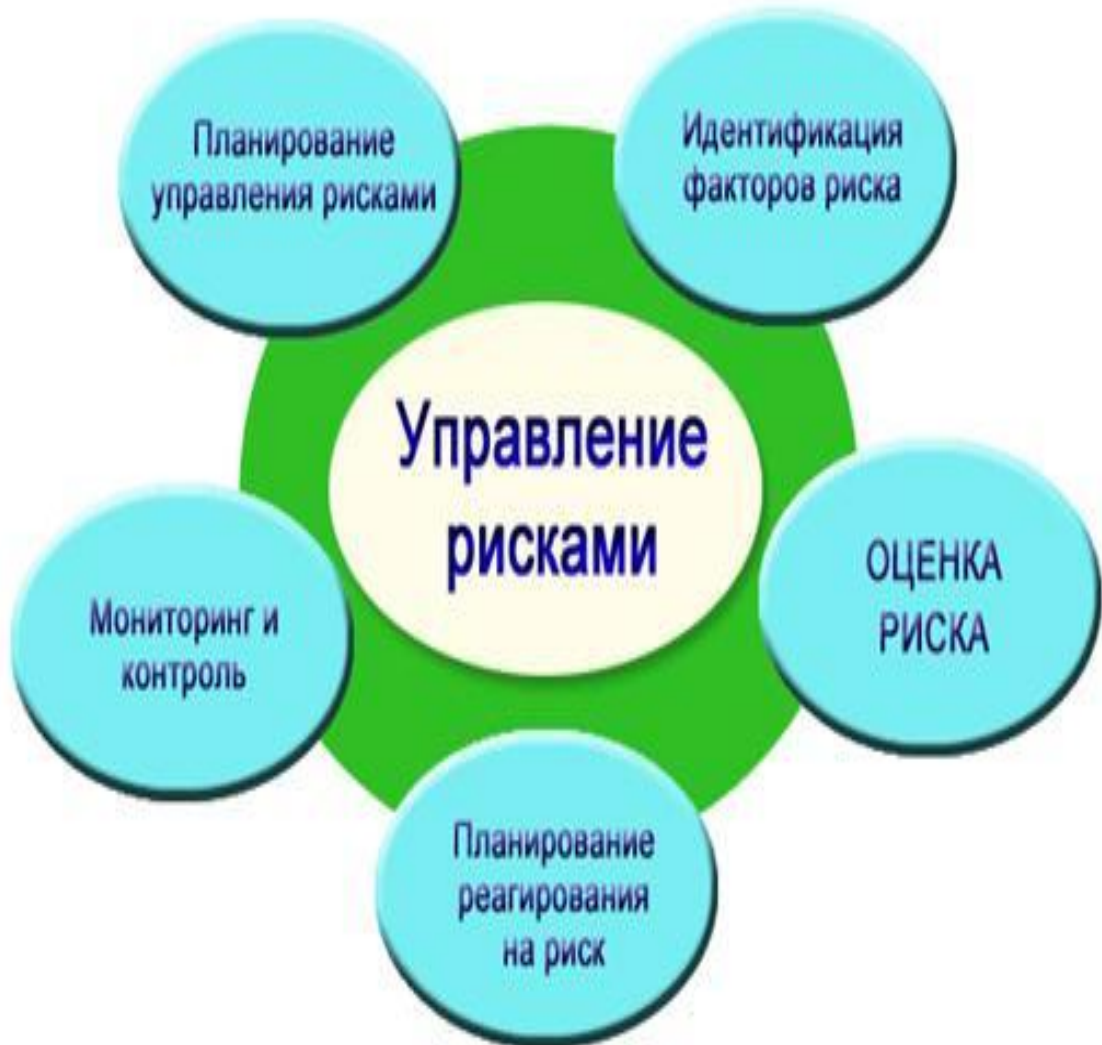 Планирование
управления рисками
Идентификация
факторов риска
Управление
рисками
ОЦЕНКА
РИСКА
Мониторинг и
контроль
Планирование
реагирования
на риск